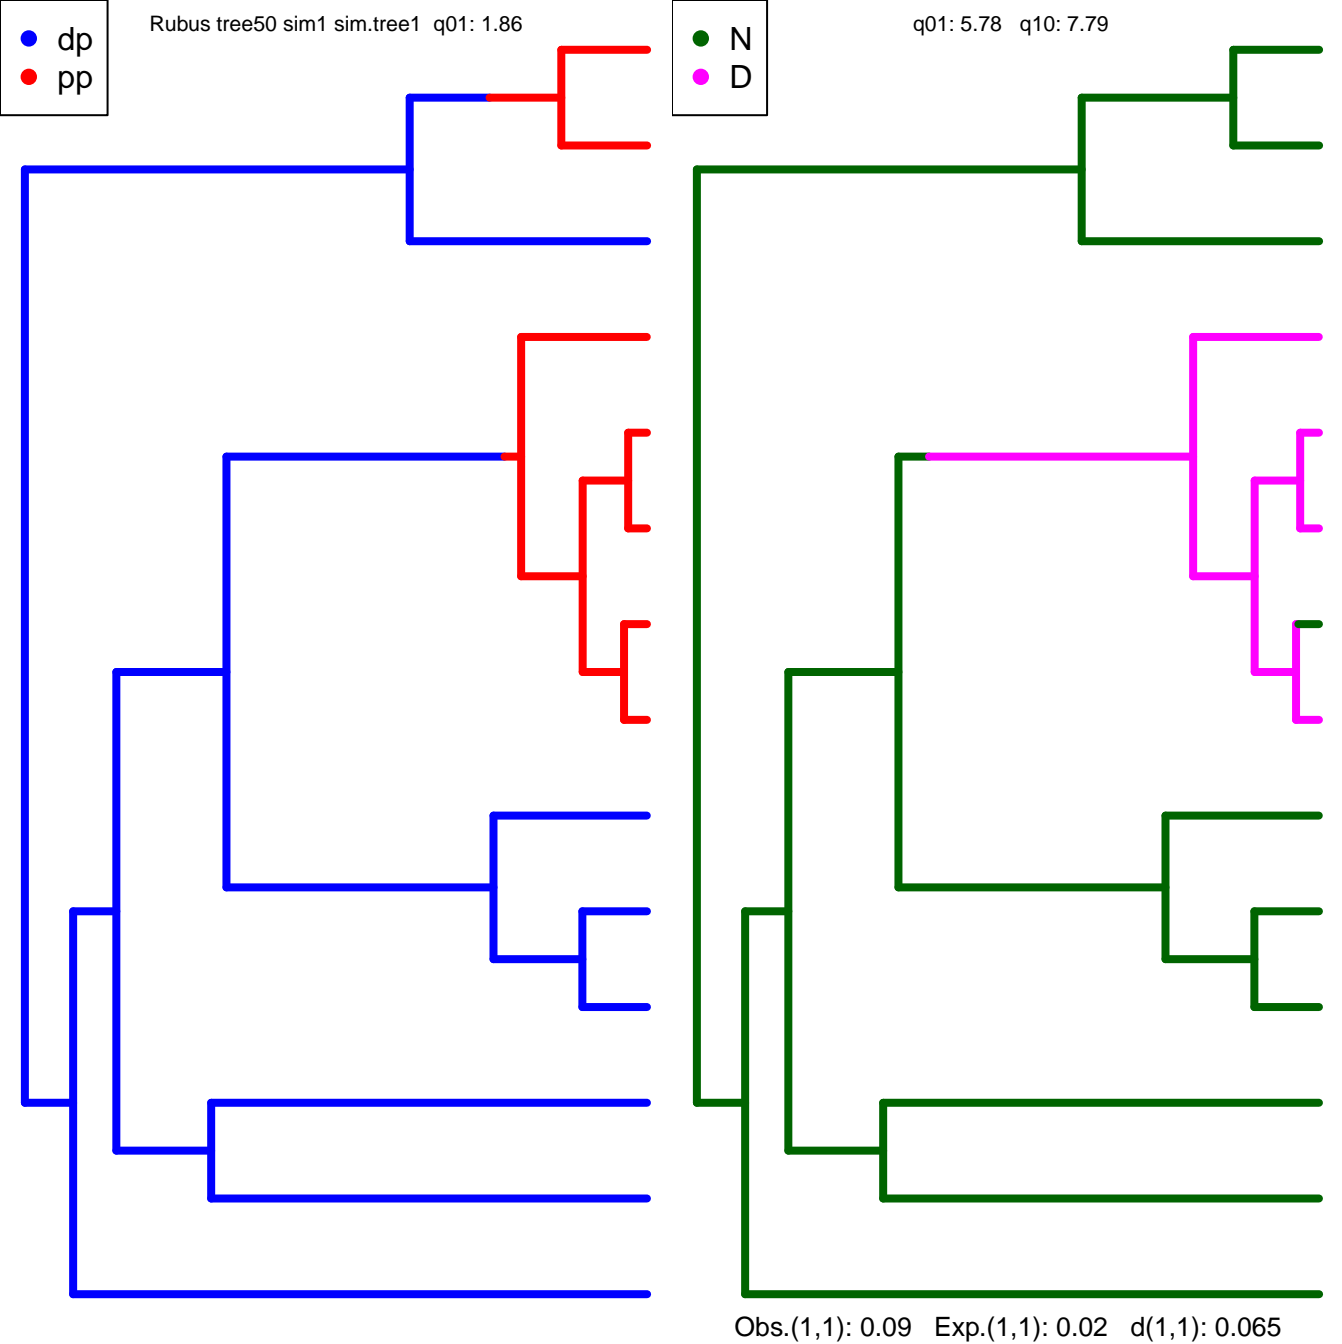 dp
pp
Rubus tree50 sim1 sim.tree1 q01: 1.86
N
D
q01: 5.78 q10: 7.79
Obs.(1,1): 0.09 Exp.(1,1): 0.02 d(1,1): 0.065